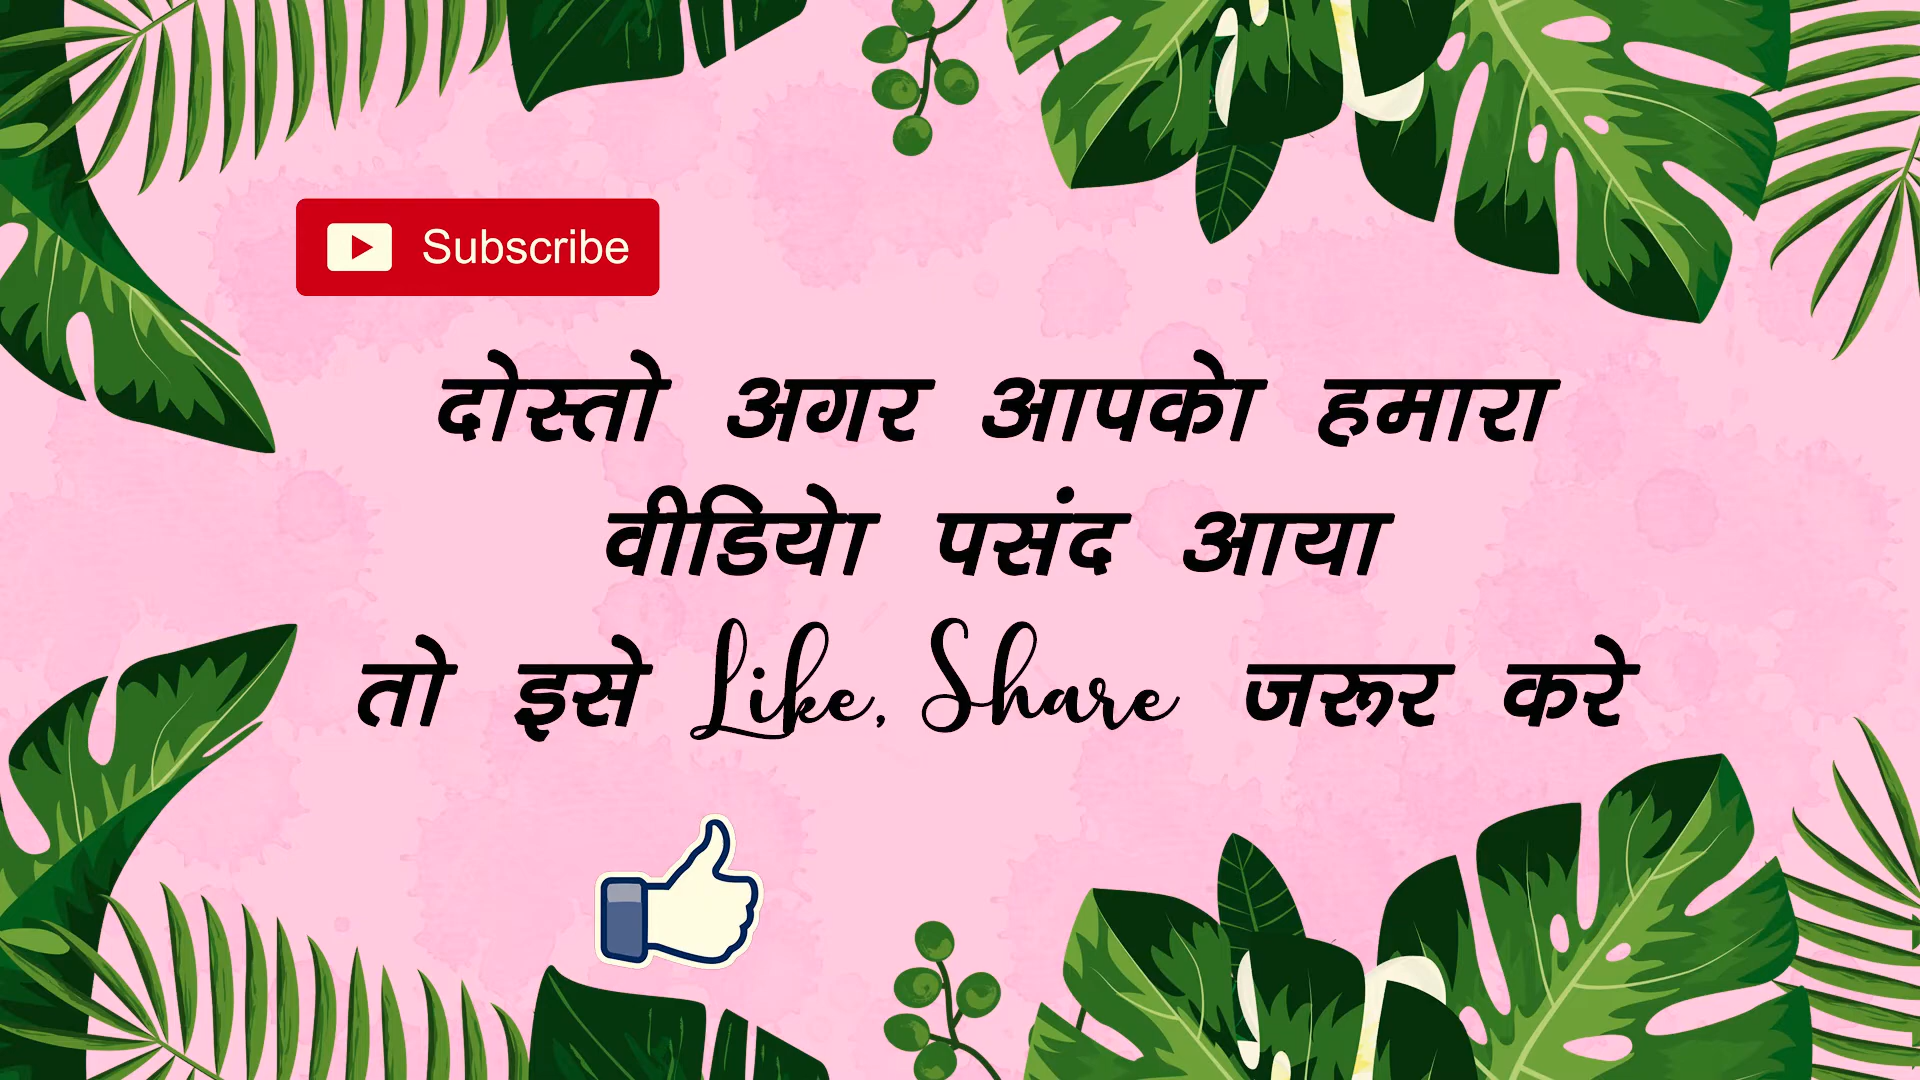 Subscribe
दोस्तो अगर आपको हमारा
वीडियो पसंद आया
तो इसे Like, Share जरूर करे